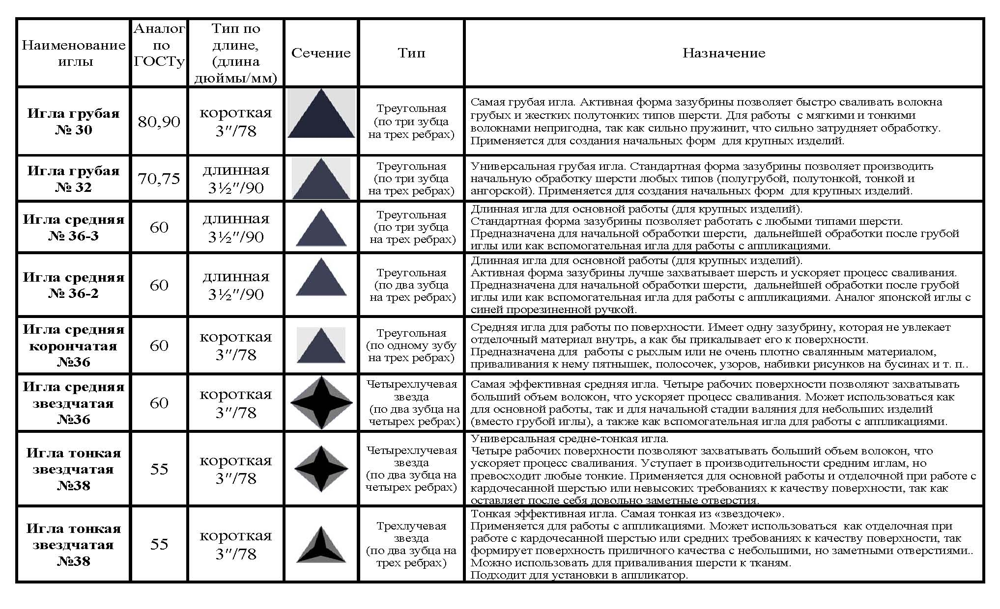 Наименование
иглы
Аналог
по
ГОСТу
Тип по
длине,
(длина
дюймы/мм)
Сечение
Тип
Назначение
Игла грубая
№ 30
80,90
короткая
3"/78
Треугольная
(по три зубца
на трех ребрах)
Самая грубая игла. Активная форма зазубрины позволяет быстро сваливать волокна
грубых и жестких полутонких типов шерсти. Для работы с мягкими и тонкими
волокнами непригодна, так как сильно пружинит, что сильно затрудняет обработку.
Применяется для создания начальных форм для крупных изделий.
Игла грубая
№ 32
70,75
длинная
3½"/90
Треугольная
(по три зубца
на трех ребрах)
Универсальная грубая игла. Стандартная форма зазубрины позволяет производить
начальную обработку шерсти любых типов (полугрубой, полутонкой, тонкой и
ангорской). Применяется для создания начальных форм для крупных изделий.
Игла средняя
№ 36-3
60
длинная
3½"/90
Треугольная
(по три зубца
на трех ребрах)
Длинная игла для основной работы (для крупных изделий).
Стандартная форма зазубрины позволяет работать с любыми типами шерсти.
Предназначена для начальной обработки шерсти, дальнейшей обработки после грубой
иглы или как вспомогательная игла для работы с аппликациями.
Игла средняя
№ 36-2
60
длинная
3½"/90
Треугольная
(по два зубца
на трех ребрах)
Длинная игла для основной работы (для крупных изделий).
Активная форма зазубрины лучше захватывает шерсть и ускоряет процесс сваливания.
Предназначена для начальной обработки шерсти, дальнейшей обработки после грубой
иглы или как вспомогательная игла для работы с аппликациями. Аналог японской иглы с
синей прорезиненной ручкой.
Игла средняя
корончатая
№36
60
короткая
3"/78
Треугольная
(по одному зубу
на трех ребрах)
Средняя игла для работы по поверхности. Имеет одну зазубрину, которая не увлекает
отделочный материал внутрь, а как бы прикалывает его к поверхности.
Предназначена для работы с рыхлым или не очень плотно свалянным материалом,
приваливания к нему пятнышек, полосочек, узоров, набивки рисунков на бусинах и т. п..
Игла средняя
звездчатая
№36
60
короткая
3"/78
Четырехлучевая
звезда
(по два зубца на
четырех ребрах)
Самая эффективная средняя игла. Четыре рабочих поверхности позволяют захватывать
больший объем волокон, что ускоряет процесс сваливания. Может использоваться как
для основной работы, так и для начальной стадии валяния для небольших изделий
(вместо грубой иглы), а также как вспомогательная игла для работы с аппликациями.
Игла тонкая
звездчатая
№38
55
короткая
3"/78
Четырехлучевая
звезда
(по два зубца на
четырех ребрах)
Универсальная средне-тонкая игла.
Четыре рабочих поверхности позволяют захватывать больший объем волокон, что
ускоряет процесс сваливания. Уступает в производительности средним иглам, но
превосходит любые тонкие. Применяется для основной работы и отделочной при работе с
кардочесанной шерстью или невысоких требованиях к качеству поверхности, так как
оставляет после себя довольно заметные отверстия.
Игла тонкая
звездчатая
№38
55
короткая
3"/78
Трехлучевая
звезда
(по два зубца на
трех ребрах)
Тонкая эффективная игла. Самая тонкая из «звездочек».
Применяется для работы с аппликациями. Может использоваться как отделочная при
работе с кардочесанной шерстью или средних требованиях к качеству поверхности, так
формирует поверхность приличного качества с небольшими, но заметными отверстиями..
Можно использовать для приваливания шерсти к тканям.
Подходит для установки в аппликатор.